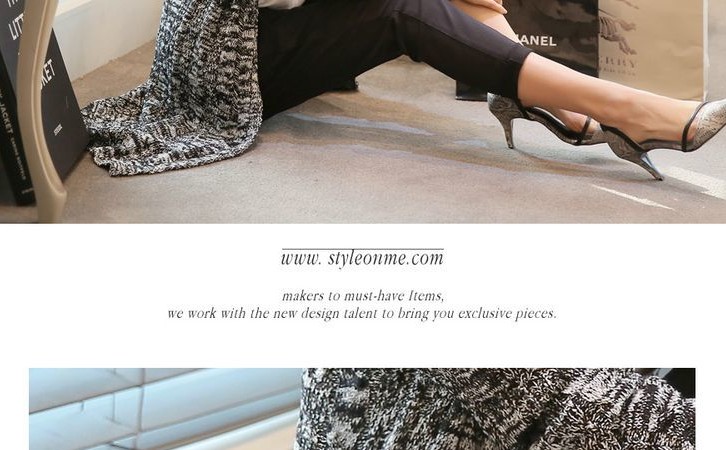 HANEL
www. styleonme.com
makers to must-have Items,
we work with the new design talent to bring you exclusive pieces.